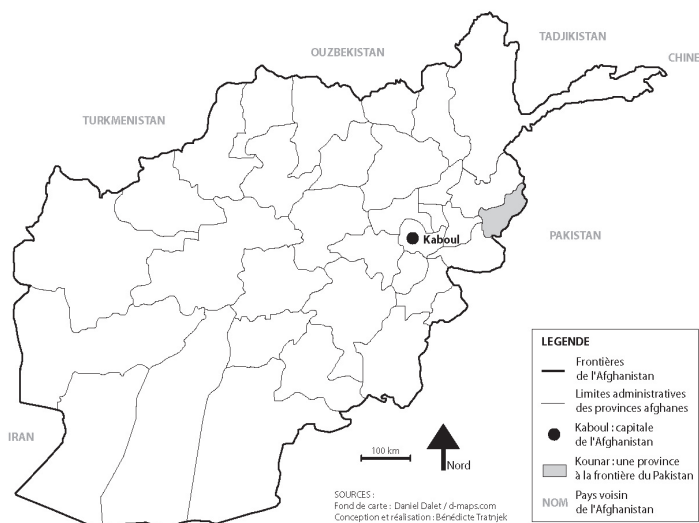 TADJIKISTAN
OUZBEKISTAN
CHINE
TURKMENISTAN
Kaboul
PAKISTAN
LEGENDE
Frontières
de l'Afghanistan
Limites administratives
des provinces afghanes
Kaboul : capitale
de l'Afghanistan
Kounar : une province
à la frontière du Pakistan
NOM
Pays voisin
de l'Afghanistan
IRAN
100 km
Nord
SOURCES :
Fond de carte : Daniel Dalet / d-maps.com
Conception et réalisation : Bénédicte Tratnjek